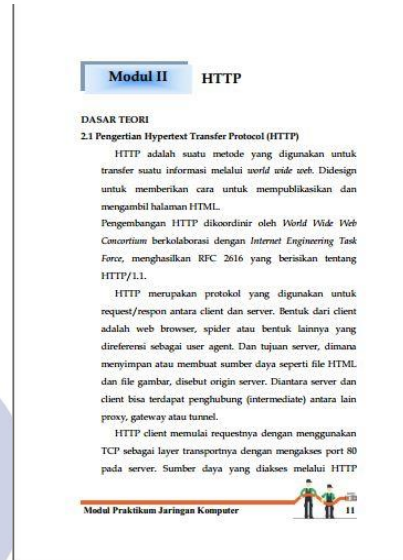 Modul II
HTTP
DASAR TEORI
2.1 Pengertian Hypertext Transfer Protocol (HTTP)
HTTP adalah suatu metode yang digunakan untuk
transfer suatu informasi melalui world wide web. Didesign
untuk memberikan cara untuk mempublikasikan dan
mengambil halaman HTML.
Pengembangan HTTP dikoordinir oleh World Wide Web
Concortium berkolaborasi dengan Internet Engineering Task
Force, menghasilkan RFC 2616 yang berisikan tentang
HTTP/1.1.
HTTP merupakan protokol yang digunakan untuk
request/respon antara client dan server. Bentuk dari client
adalah web browser, spider atau bentuk lainnya yang
direferensi sebagai user agent. Dan tujuan server, dimana
menyimpan atau membuat sumber daya seperti file HTML
dan file gambar, disebut origin server. Diantara server dan
client bisa terdapat penghubung (intermediate) antara lain
proxy, gateway atau tunnel.
HTTP client memulai requestnya dengan menggunakan
TCP sebagai layer transportnya dengan mengakses port 80
pada server. Sumber daya yang diakses melalui HTTP
Modul Praktikum Jaringan Komputer
11